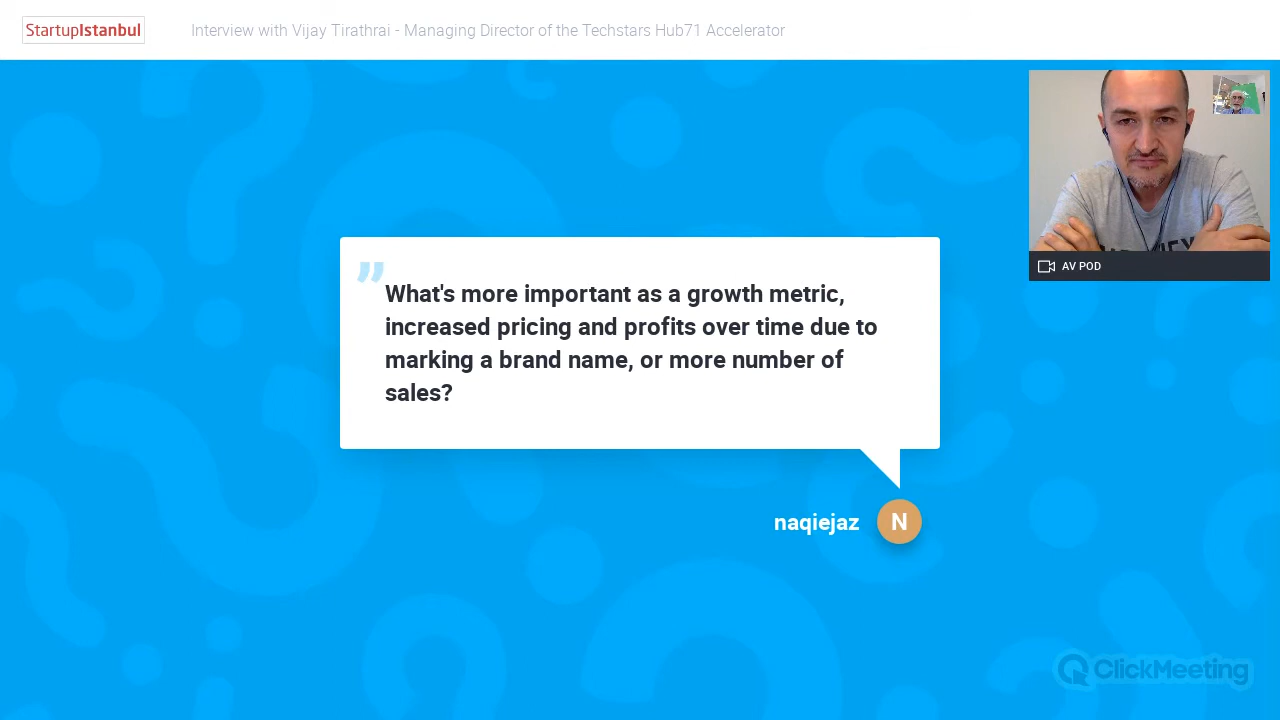 StartupIstanbul
Interview with Vijay Tirathrai - Managing Director of the Techstars Hub71 Accelerator
AV POD
"
What's more important as a growth metric,
increased pricing and profits over time due to
marking a brand name, or more number of
sales?
naqiejaz
N
ClickMeeting